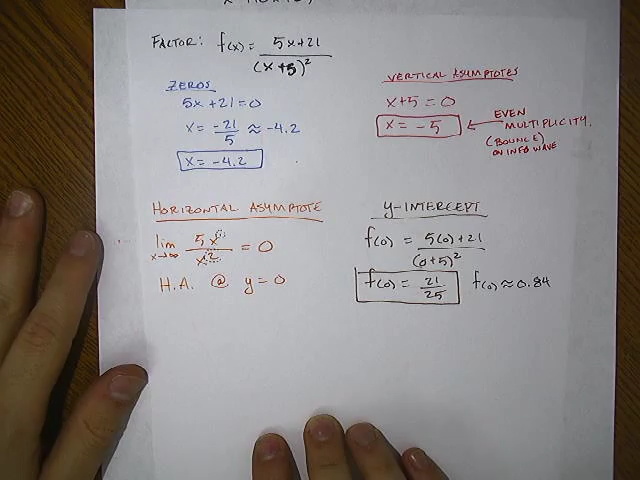 FACTOR: f(x) = 5x+21 / (x+5)²
ZEROS
5x+21=0
x = -21/5 ≈ -4.2
x = -4.2
VERTICAL ASYMPTOTES
x+5 = 0
x = -5
EVEN
MULTIPLICITY.
(BOUNCE)
ON INFO WAVE
HORIZONTAL ASYMPTOTE
lim x→∞ 5x/x² = 0
H.A. @ y=0
y-INTERCEPT
f(0) = 5(0)+21 / (0+5)²
f(0) = 21/25 f(0) ≈ 0.84